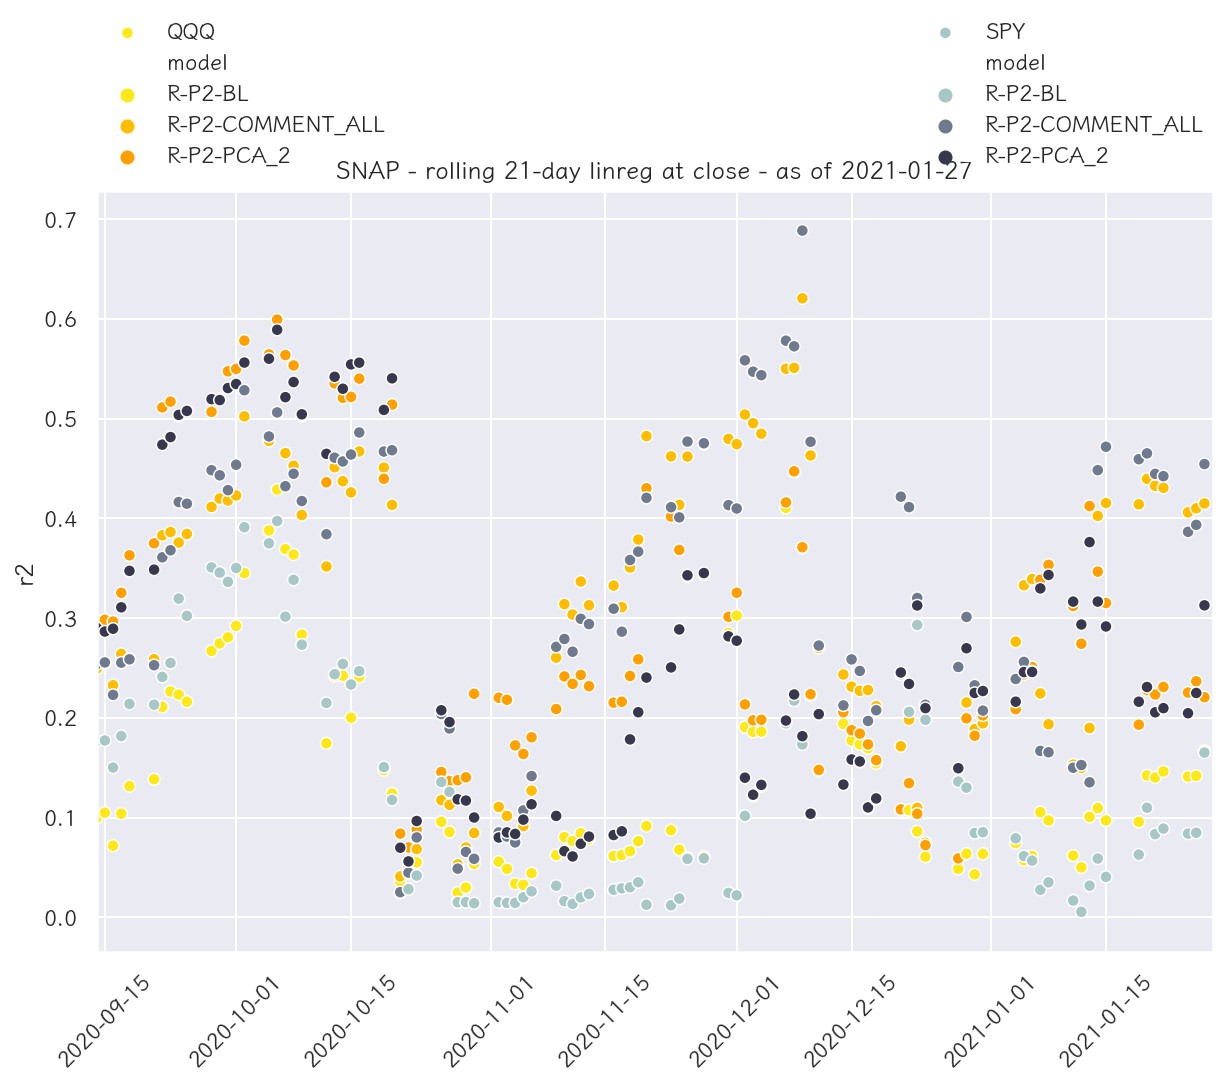 QQQ
model
R-P2-BL
R-P2-COMMENT_ALL
R-P2-PCA_2
SPY
model
R-P2-BL
R-P2-COMMENT_ALL
R-P2-PCA_2
SNAP - rolling 21-day linreg at close - as of 2021-01-27
0.7
0.6
0.5
0.4
0.3
0.2
0.1
0.0
r2
2020-09-15
2020-10-01
2020-10-15
2020-11-01
2020-11-15
2020-12-01
2020-12-15
2021-01-01
2021-01-15